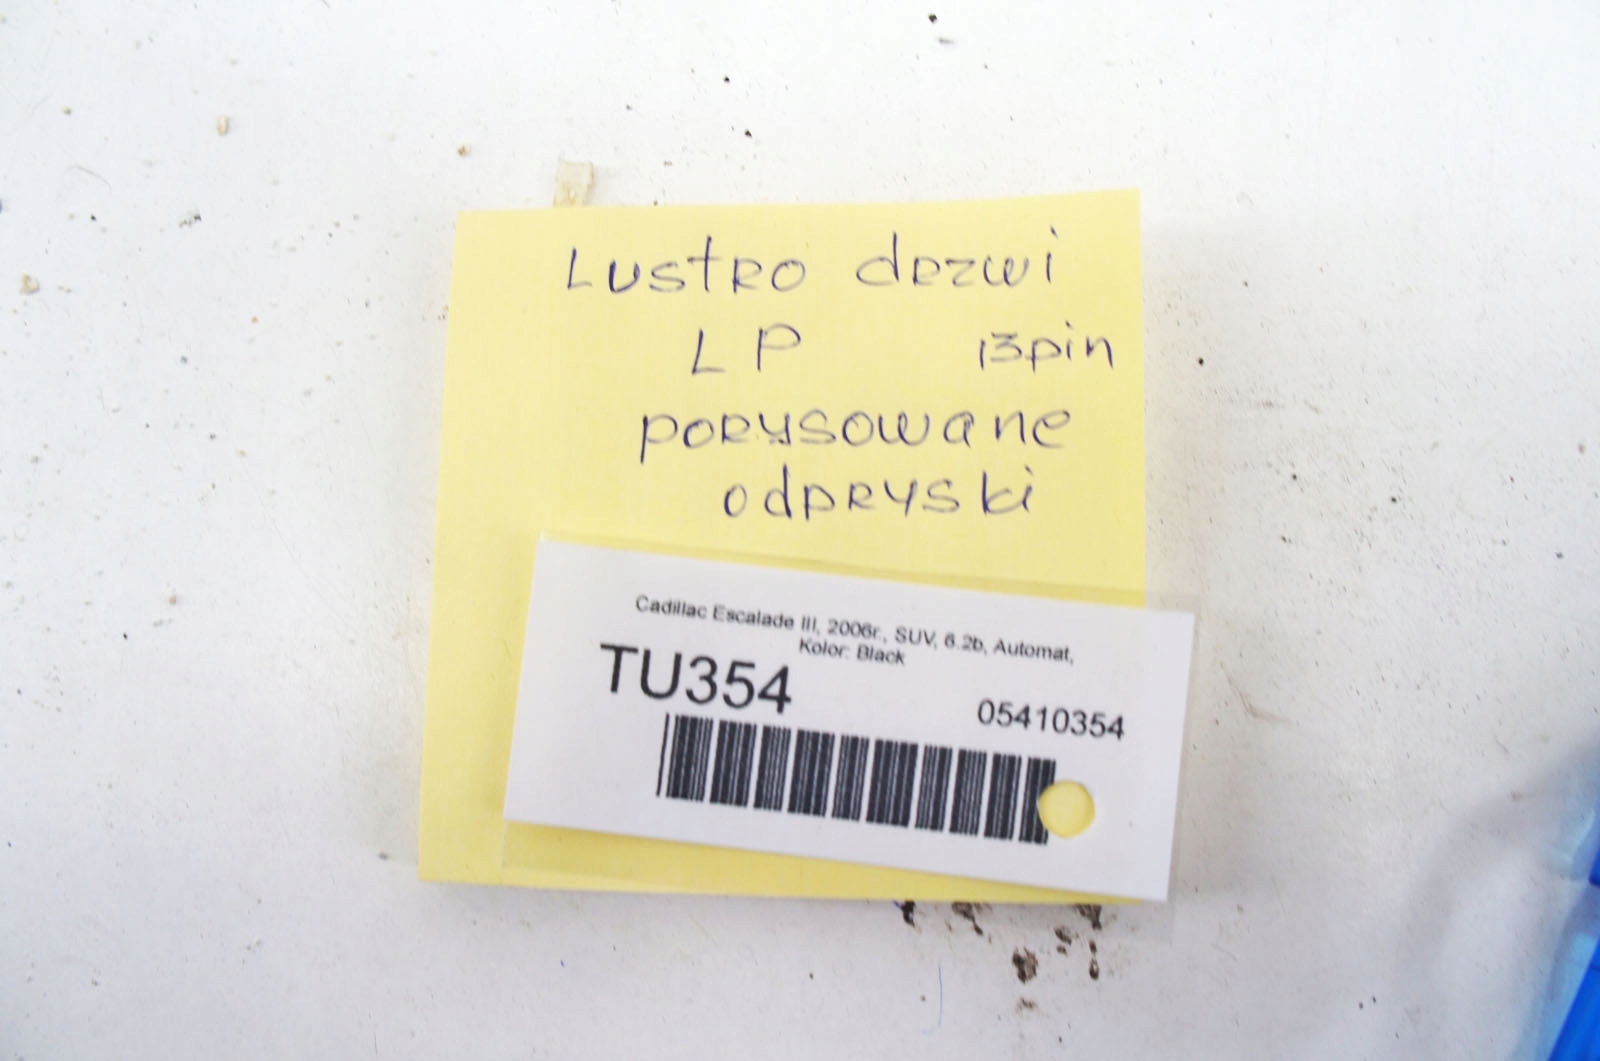 Lustro drzwi
LP 13pin
porysowane
odpryski
Cadillac Escalade III, 2006r., SUV, 6.2b, Automat,
Kolor: Black
TU354
05410354